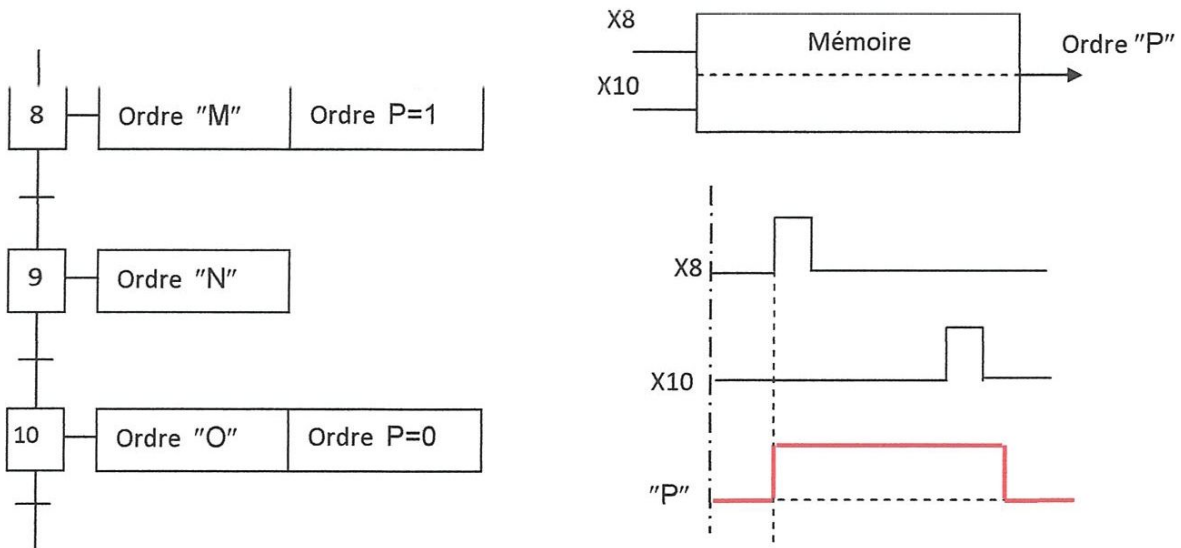 8
Ordre "M"
Ordre P=1
9
Ordre "N"
10
Ordre "O"
Ordre P=0
X8
X10
Mémoire
Ordre "P"
X8
X10
"P"